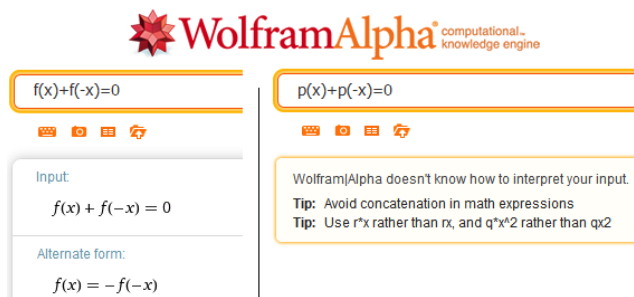 WolframAlpha computational knowledge engine
f(x)+f(-x)=0
Input:
f(x) + f(−x) = 0
Alternate form:
f(x) = −f(−x)
p(x)+p(-x)=0
Wolfram|Alpha doesn't know how to interpret your input.
Tip: Avoid concatenation in math expressions
Tip: Use r*x rather than rx, and q*x^2 rather than qx2